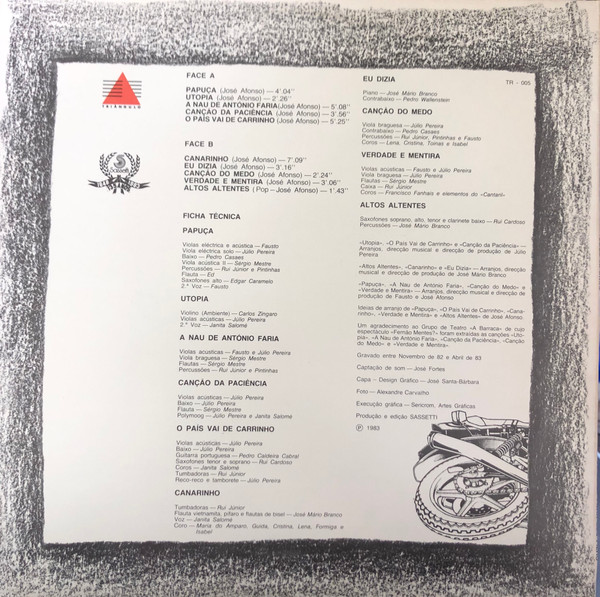 TRIÂNGULO
FACE A
PAPUÇA (José Afonso) — 4'.04''
UTOPIA (José Afonso) — 2'.26''
A NAU DE ANTÓNIO FARIA (José Afonso) — 5'.08''
CANÇÃO DA PACIÊNCIA (José Afonso) — 3'.56''
O PAÍS VAI DE CARRINHO (José Afonso) — 5'.25''
FACE B
CANARINHO (José Afonso) — 7'.09''
EU DIZIA (José Afonso) — 3'.16''
CANÇÃO DO MEDO (José Afonso) — 2'.24''
VERDADE E MENTIRA (José Afonso) — 3'.06''
ALTOS ALTENTES (Pop — José Afonso) — 1'.43''
FICHA TÉCNICA
PAPUÇA
Violas eléctrica e acústica — Fausto
Viola eléctrica solo — Júlio Pereira
Baixo — Pedro Casaes
Viola acústica II — Sérgio Mestre
Percussões — Rui Júnior e Pintinhas
Flauta — Ed
Saxofones alto — Edgar Caramelo
2.ª Voz — Fausto
UTOPIA
Violino (Ambiente) — Carlos Zíngaro
Violas acústicas — Júlio Pereira
2.ª Voz — Janita Salomé
A NAU DE ANTÓNIO FARIA
Violas acústicas — Fausto e Júlio Pereira
Viola braguesa — Sérgio Mestre
Flautas — Sérgio Mestre
Percussões — Rui Júnior e Pintinhas
CANÇÃO DA PACIÊNCIA
Violas acústicas — Júlio Pereira
Baixo — Júlio Pereira
Flauta — Sérgio Mestre
Polymoog — Júlio Pereira e Janita Salomé
O PAÍS VAI DE CARRINHO
Violas acústicas — Júlio Pereira
Baixo — Júlio Pereira
Guitarra portuguesa — Pedro Caldeira Cabral
Saxofones tenor e soprano — Rui Cardoso
Coros — Janita Salomé
Tumbadoras — Rui Júnior
Reco-reco e tamborete — Júlio Pereira
CANARINHO
Tumbadoras — Rui Júnior
Flauta vietnamita, pífaro e flautas de bisel — José Mário Branco
Voz — Janita Salomé
Coro — Maria do Amparo, Guida, Cristina, Lena, Formiga e
Isabel
TR - 005
EU DIZIA
Piano — José Mário Branco
Contrabaixo — Pedro Wallenstein
CANÇÃO DO MEDO
Viola braguesa — Júlio Pereira
Contrabaixo — Pedro Casaes
Percussões — Rui Júnior, Pintinhas e Fausto
Coros — Lena, Cristina, Tomás e Isabel
VERDADE E MENTIRA
Violas acústicas — Fausto e Júlio Pereira
Viola braguesa — Júlio Pereira
Flautas — Sérgio Mestre
Caixa — Rui Júnior
Coros — Francisco Fanhais e elementos do «Cantaril»
ALTOS ALTENTES
Saxofones soprano, alto, tenor e clarinete baixo — Rui Cardoso
Percussões — José Mário Branco
«Utopia», «O País Vai de Carrinho» e «Canção da Paciência» —
Arranjos, direcção musical e direcção de produção de Júlio
Pereira
«Altos Altentes», «Canarinho» e «Eu Dizia» — Arranjos, direcção
musical e direcção de produção de José Mário Branco
«Papuça», «A Nau de António Faria», «Canção do Medo» e
«Verdade e Mentira» — Arranjos, direcção musical e direcção de
produção de Fausto e José Afonso
Ideias de arranjo de «Papuça», «O País Vai de Carrinho», «Cana-
rinho», «Verdade e Mentira» e «Altos Altentes» de José Afonso.
Um agradecimento ao Grupo de Teatro «A Barraca» de cujo
espectáculo «Fernão Mentes?» foram extraídas as canções «Uto-
pia», «A Nau de António Faria», «Canção da Paciência», «Canção
do Medo» e «Verdade e Mentira».
Gravado entre Novembro de 82 e Abril de 83
Captação de som — José Fortes
Capa - Design Gráfico — José Santa-Bárbara
Foto — Alexandre Carvalho
Execução gráfica — Sericrom, Artes Gráficas
Produção e edição SASSETTI.
Ⓟ 1983